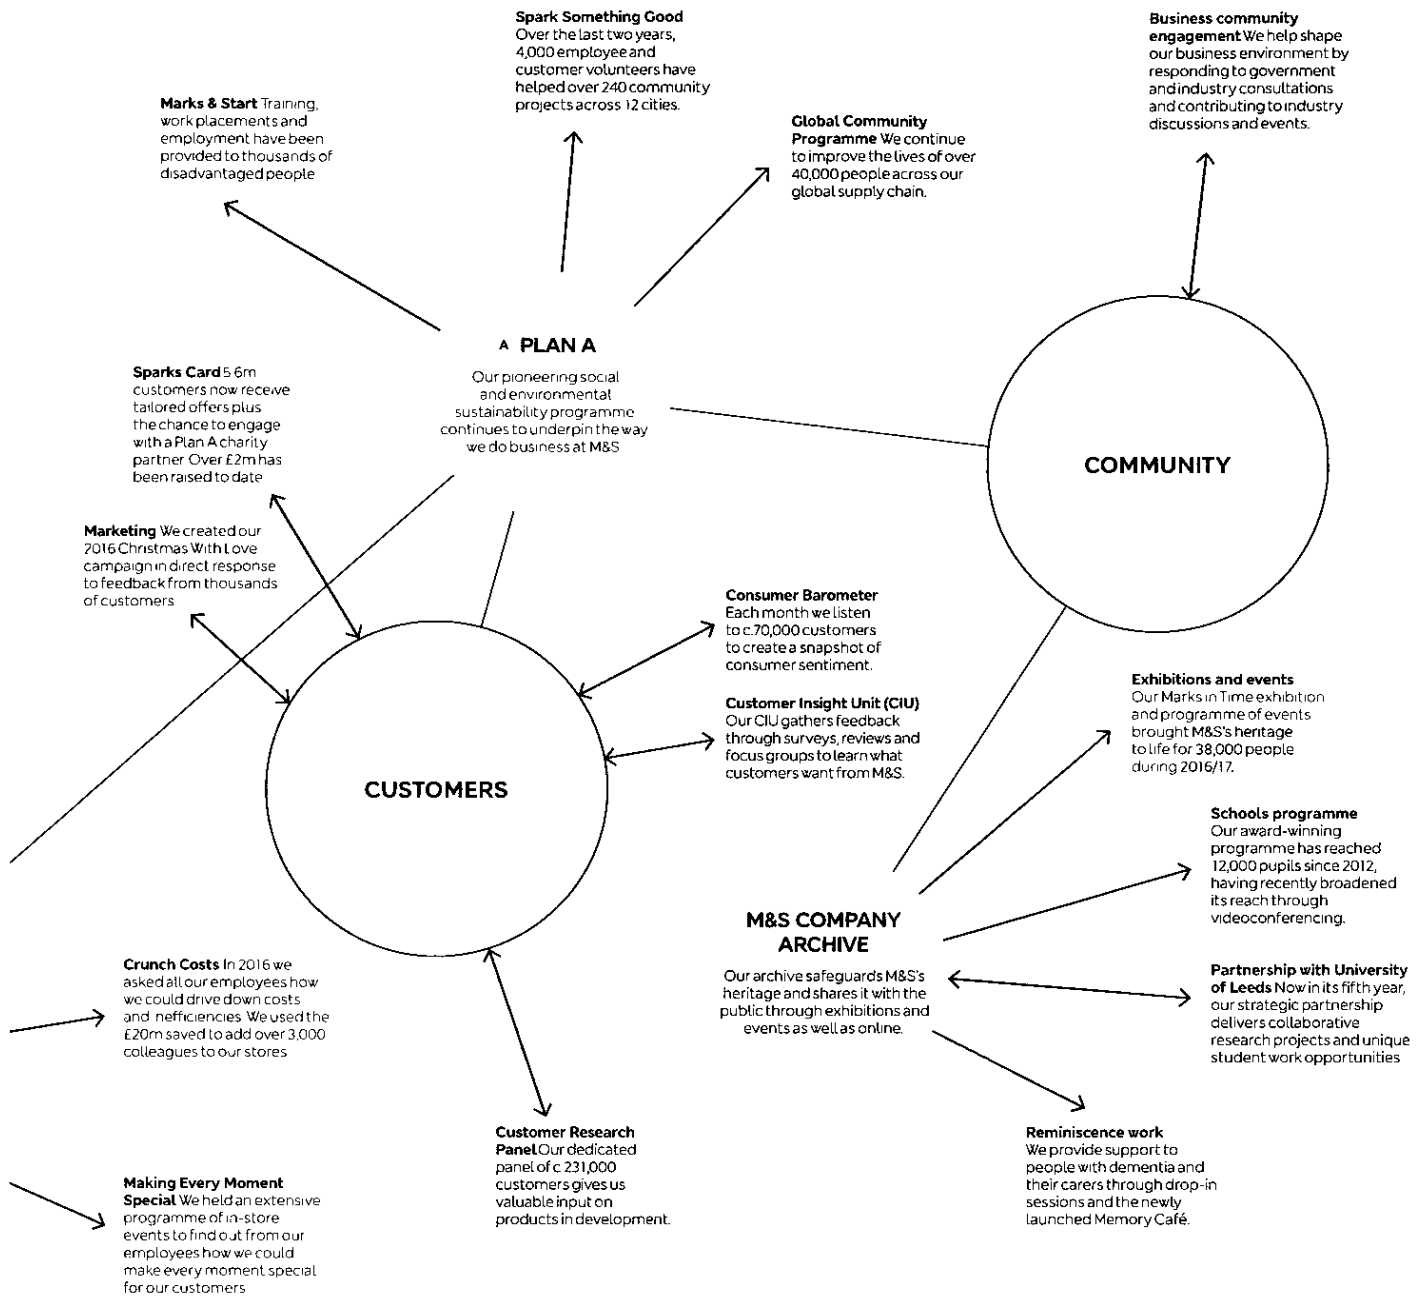 Spark Something Good
Over the last two years,
4,000 employee and
customer volunteers have
helped over 240 community
projects across 12 cities.
Business community
engagement We help shape
our business environment by
responding to government
and industry consultations
and contributing to industry
discussions and events.
Marks & Start Training,
work placements and
employment have been
provided to thousands of
disadvantaged people
Global Community
Programme We continue
to improve the lives of over
40,000 people across our
global supply chain.
A PLAN A
Our pioneering social
and environmental
sustainability programme
continues to underpin the way
we do business at M&S
COMMUNITY
Sparks Card 5 6m
customers now receive
tailored offers plus
the chance to engage
with a Plan A charity
partner Over £2m has
been raised to date
Marketing We created our
2016 Christmas With Love
campaign in direct response
to feedback from thousands
of customers
Consumer Barometer
Each month we listen
to c.70,000 customers
to create a snapshot of
consumer sentiment.
Customer Insight Unit (CIU)
Our CIU gathers feedback
through surveys, reviews and
focus groups to learn what
customers want from M&S.
CUSTOMERS
Exhibitions and events
Our Marks in Time exhibition
and programme of events
brought M&S's heritage
to life for 38,000 people
during 2016/17.
Schools programme
Our award-winning
programme has reached
12,000 pupils since 2012,
having recently broadened
its reach through
videoconferencing.
M&S COMPANY
ARCHIVE
Our archive safeguards M&S's
heritage and shares it with the
public through exhibitions and
events as well as online.
Partnership with University
of Leeds Now in its fifth year,
our strategic partnership
delivers collaborative
research projects and unique
student work opportunities
Crunch Costs In 2016 we
asked all our employees how
we could drive down costs
and inefficiencies We used the
£20m saved to add over 3,000
colleagues to our stores
Customer Research
Panel Our dedicated
panel of c 231,000
customers gives us
valuable input on
products in development.
Reminiscence work
We provide support to
people with dementia and
their carers through drop-in
sessions and the newly
launched Memory Café.
Making Every Moment
Special We held an extensive
programme of in-store
events to find out from our
employees how we could
make every moment special
for our customers